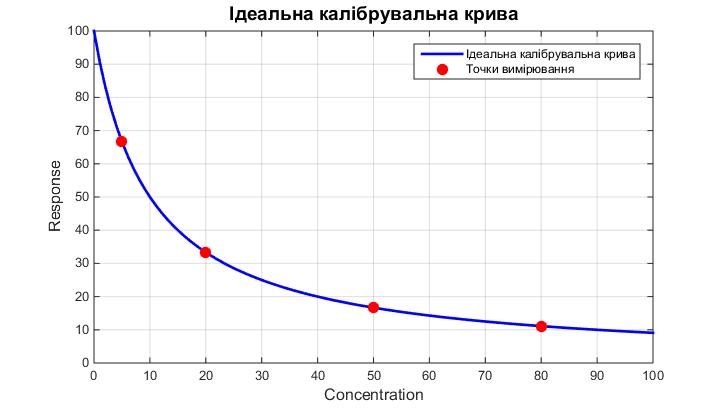 Ідеальна калібрувальна крива
Ідеальна калібрувальна крива
Точки вимірювання
Response
100
90
80
70
60
50
40
30
20
10
0
0 10 20 30 40 50 60 70 80 90 100
Concentration